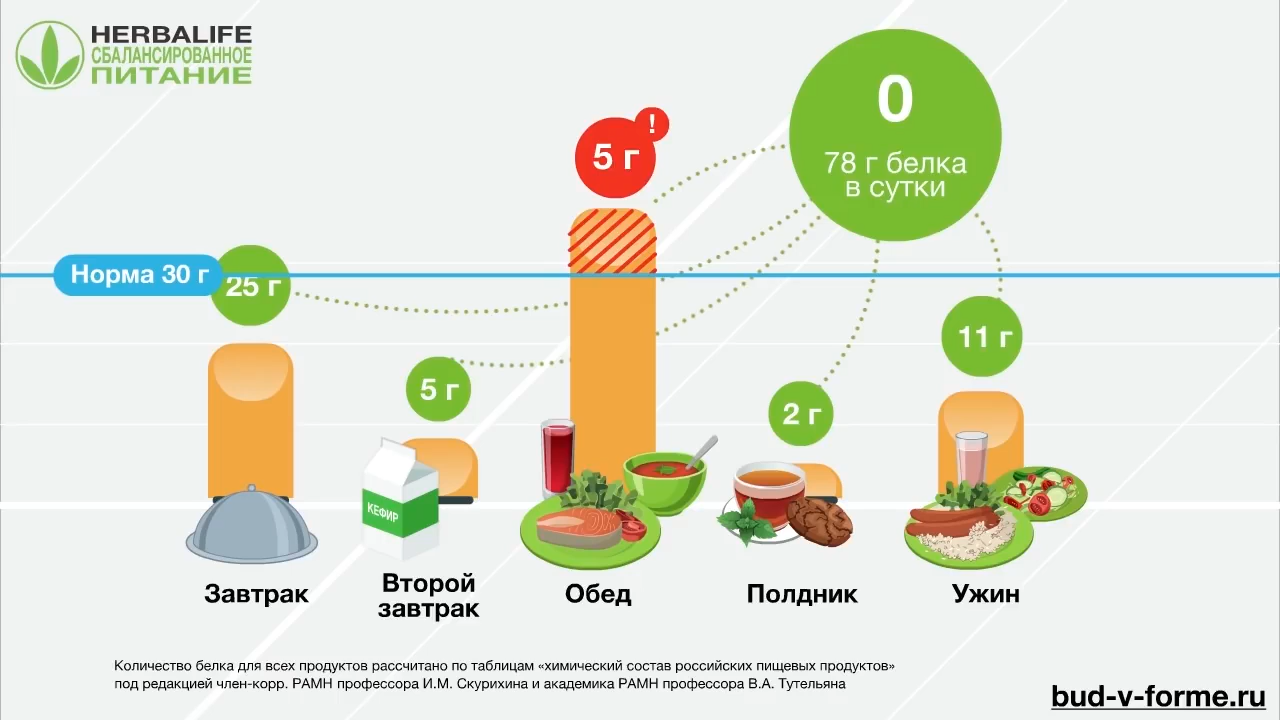 HERBALIFE
СБАЛАНСИРОВАННОЕ
ПИТАНИЕ
0
78 г белка
в сутки
!
5 г
Норма 30 г
25 г
11 г
5 г
2 г
КЕФИР
Завтрак
Второй
завтрак
Обед
Полдник
Ужин
Количество белка для всех продуктов рассчитано по таблицам «химический состав российских пищевых продуктов»
под редакцией член-корр. РАМН профессора И.М. Скурихина и академика РАМН профессора В.А. Тутельяна
bud-v-forme.ru